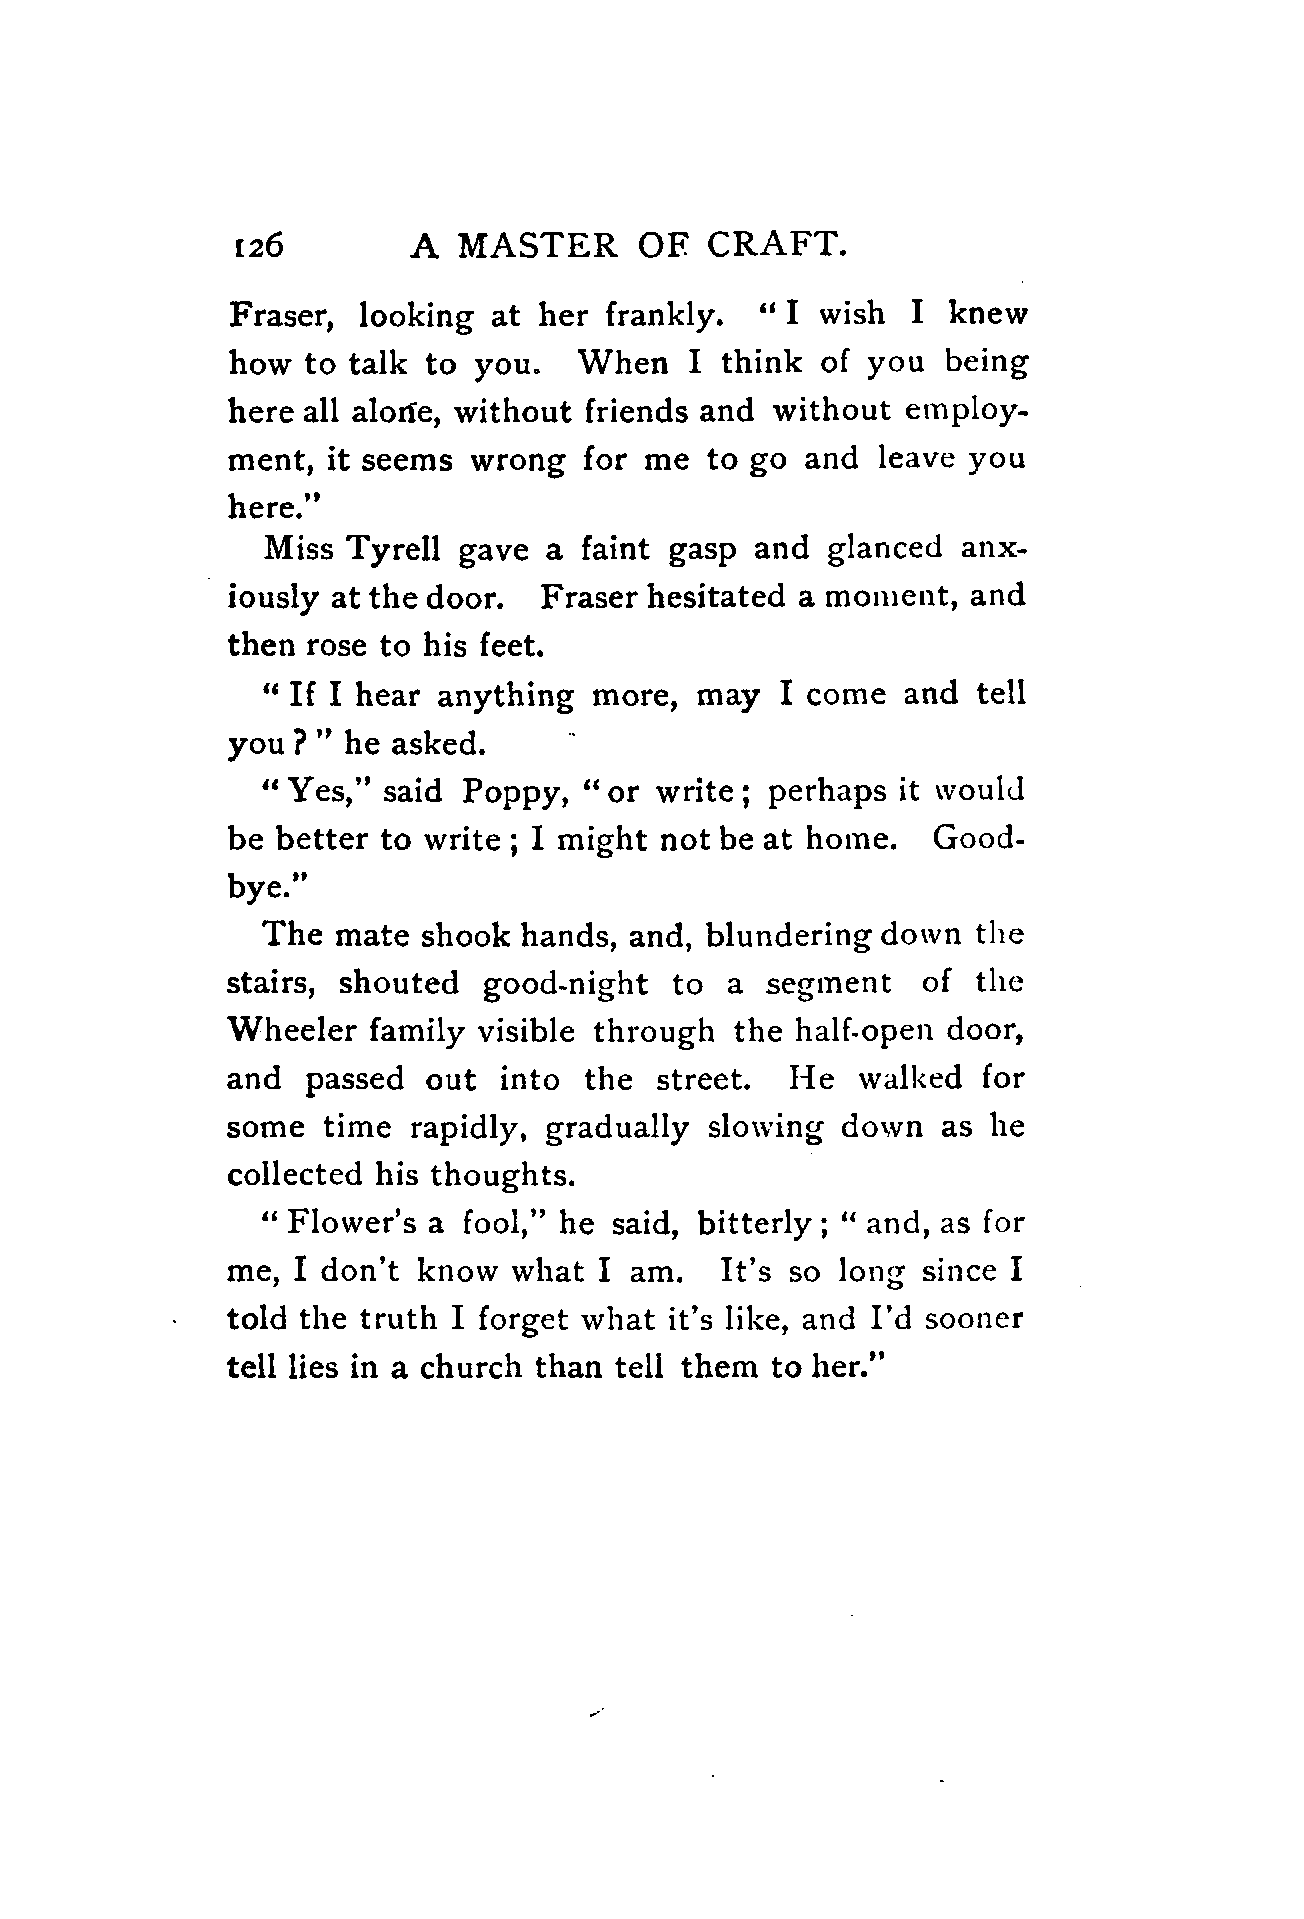 126 A MASTER OF CRAFT.
Fraser, looking at her frankly. “ I wish I knew
how to talk to you. When I think of you being
here all alone, without friends and without employ-
ment, it seems wrong for me to go and leave you
here.”
Miss Tyrell gave a faint gasp and glanced anx-
iously at the door. Fraser hesitated a moment, and
then rose to his feet.
“ If I hear anything more, may I come and tell
you ? ” he asked.
“ Yes,” said Poppy, “ or write ; perhaps it would
be better to write ; I might not be at home. Good-
bye.”
The mate shook hands, and, blundering down the
stairs, shouted good-night to a segment of the
Wheeler family visible through the half-open door,
and passed out into the street. He walked for
some time rapidly, gradually slowing down as he
collected his thoughts.
“ Flower’s a fool,” he said, bitterly ; “ and, as for
me, I don’t know what I am. It’s so long since I
told the truth I forget what it’s like, and I’d sooner
tell lies in a church than tell them to her.”